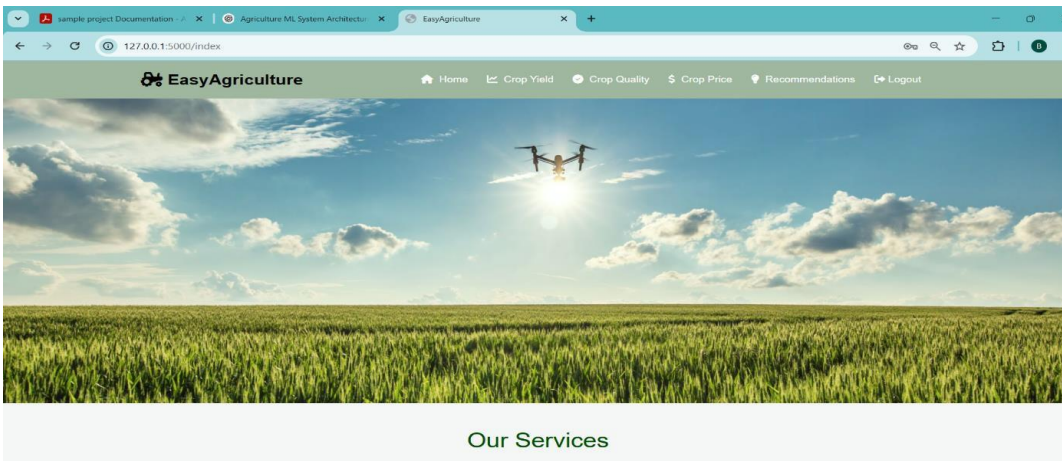 sample project Documentation - A
Agriculture ML System Architectur
EasyAgriculture
127.0.0.1:5000/index
B
EasyAgriculture
Home
Crop Yield
Crop Quality
$ Crop Price
Recommendations
Logout
Our Services